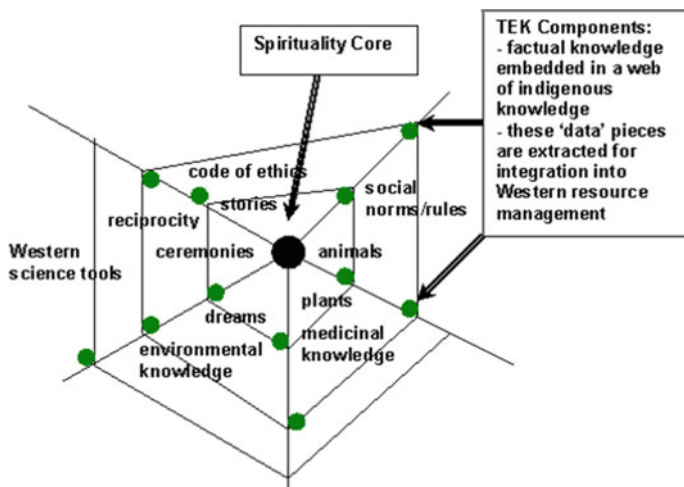 Spirituality Core
TEK Components:
- factual knowledge
embedded in a web
of indigenous
knowledge
- these 'data' pieces
are extracted for
integration into
Western resource
management
code of ethics
stories
social
norms/rules
reciprocity
Western
science tools
ceremonies
animals
plants
dreams
medicinal
knowledge
environmental
knowledge